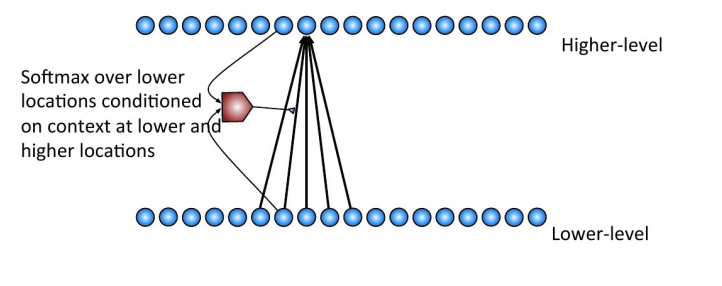 Higher-level
Softmax over lower
locations conditioned
on context at lower and
higher locations
Lower-level